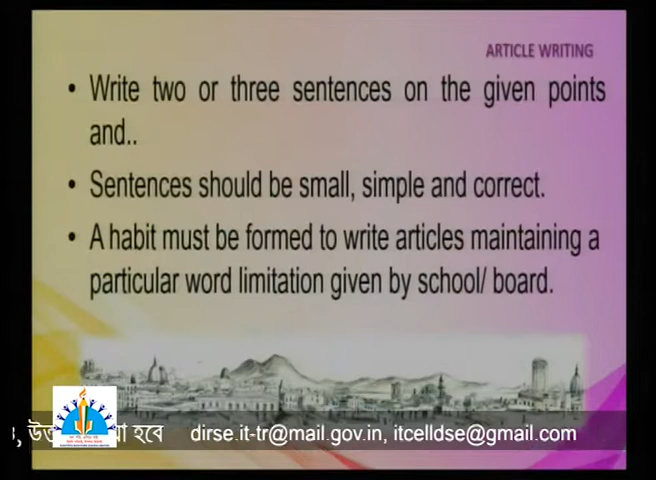 ARTICLE WRITING
• Write two or three sentences on the given points
and..
• Sentences should be small, simple and correct.
• A habit must be formed to write articles maintaining a
particular word limitation given by school/ board.
হবে dirse.it-tr@mail.gov.in, itcelldse@gmail.com